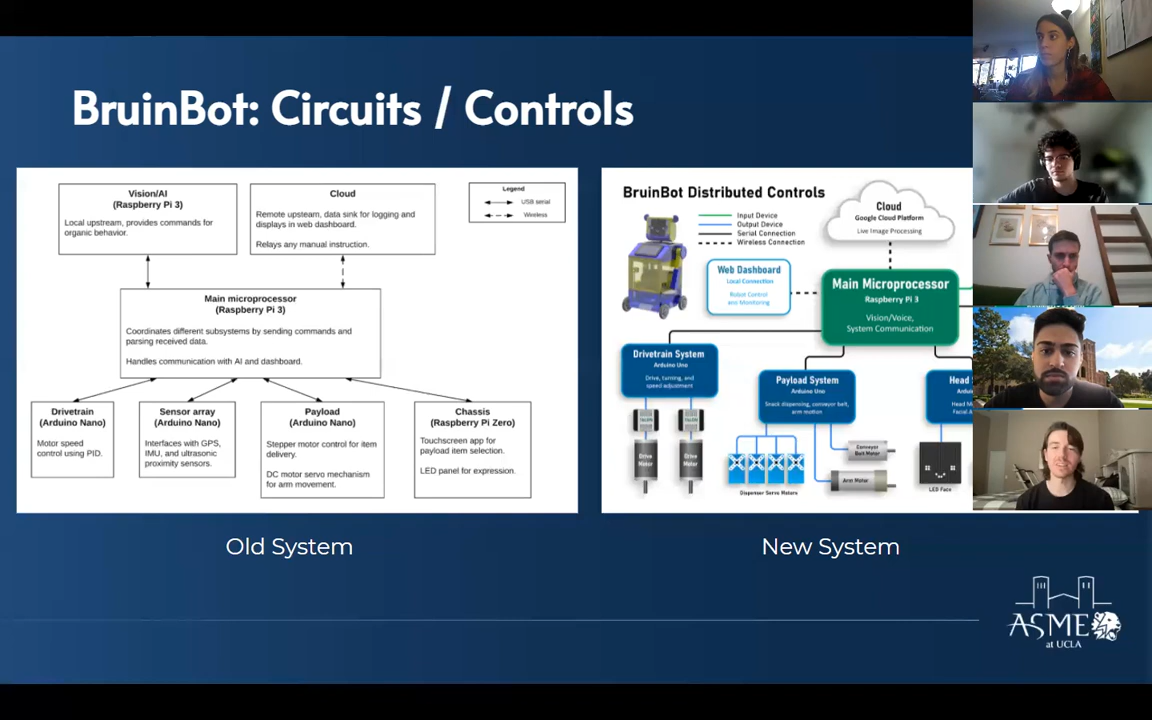 BruinBot: Circuits / Controls
Vision/AI
(Raspberry Pi 3)
Local upstream, provides commands for
organic behavior.
Cloud
Remote upsteam, data sink for logging and
displays in web dashboard.
Relays any manual instruction.
Legend
USB serial
Wireless
Main microprocessor
(Raspberry Pi 3)
Coordinates different subsystems by sending commands and
parsing received data.
Handles communication with AI and dashboard.
Drivetrain
(Arduino Nano)
Motor speed
control using PID.
Sensor array
(Arduino Nano)
Interfaces with GPS,
IMU, and ultrasonic
proximity sensors.
Payload
(Arduino Nano)
Stepper motor control for item
delivery.
DC motor servo mechanism
for arm movement.
Chassis
(Raspberry Pi Zero)
Touchscreen app for
payload item selection.
LED panel for expression.
Old System
BruinBot Distributed Controls
Input Device
Output Device
Serial Connection
Wireless Connection
Cloud
Google Cloud Platform
Live Image Processing
Web Dashboard
Local Connection
Robot Control
and Monitoring
Main Microprocessor
Raspberry Pi 3
Vision/Voice,
System Communication
Drivetrain System
Arduino Uno
Drive, turning, and
speed adjustment
Payload System
Arduino Uno
Snack dispensing, conveyor belt,
arm motion
Head
Arduin
Head M
Facial A
Drive
Motor
Drive
Motor
Dispenser Servo Motors
Conveyor
Belt Motor
Arm Motor
LED Face
New System
ASME
at UCLA